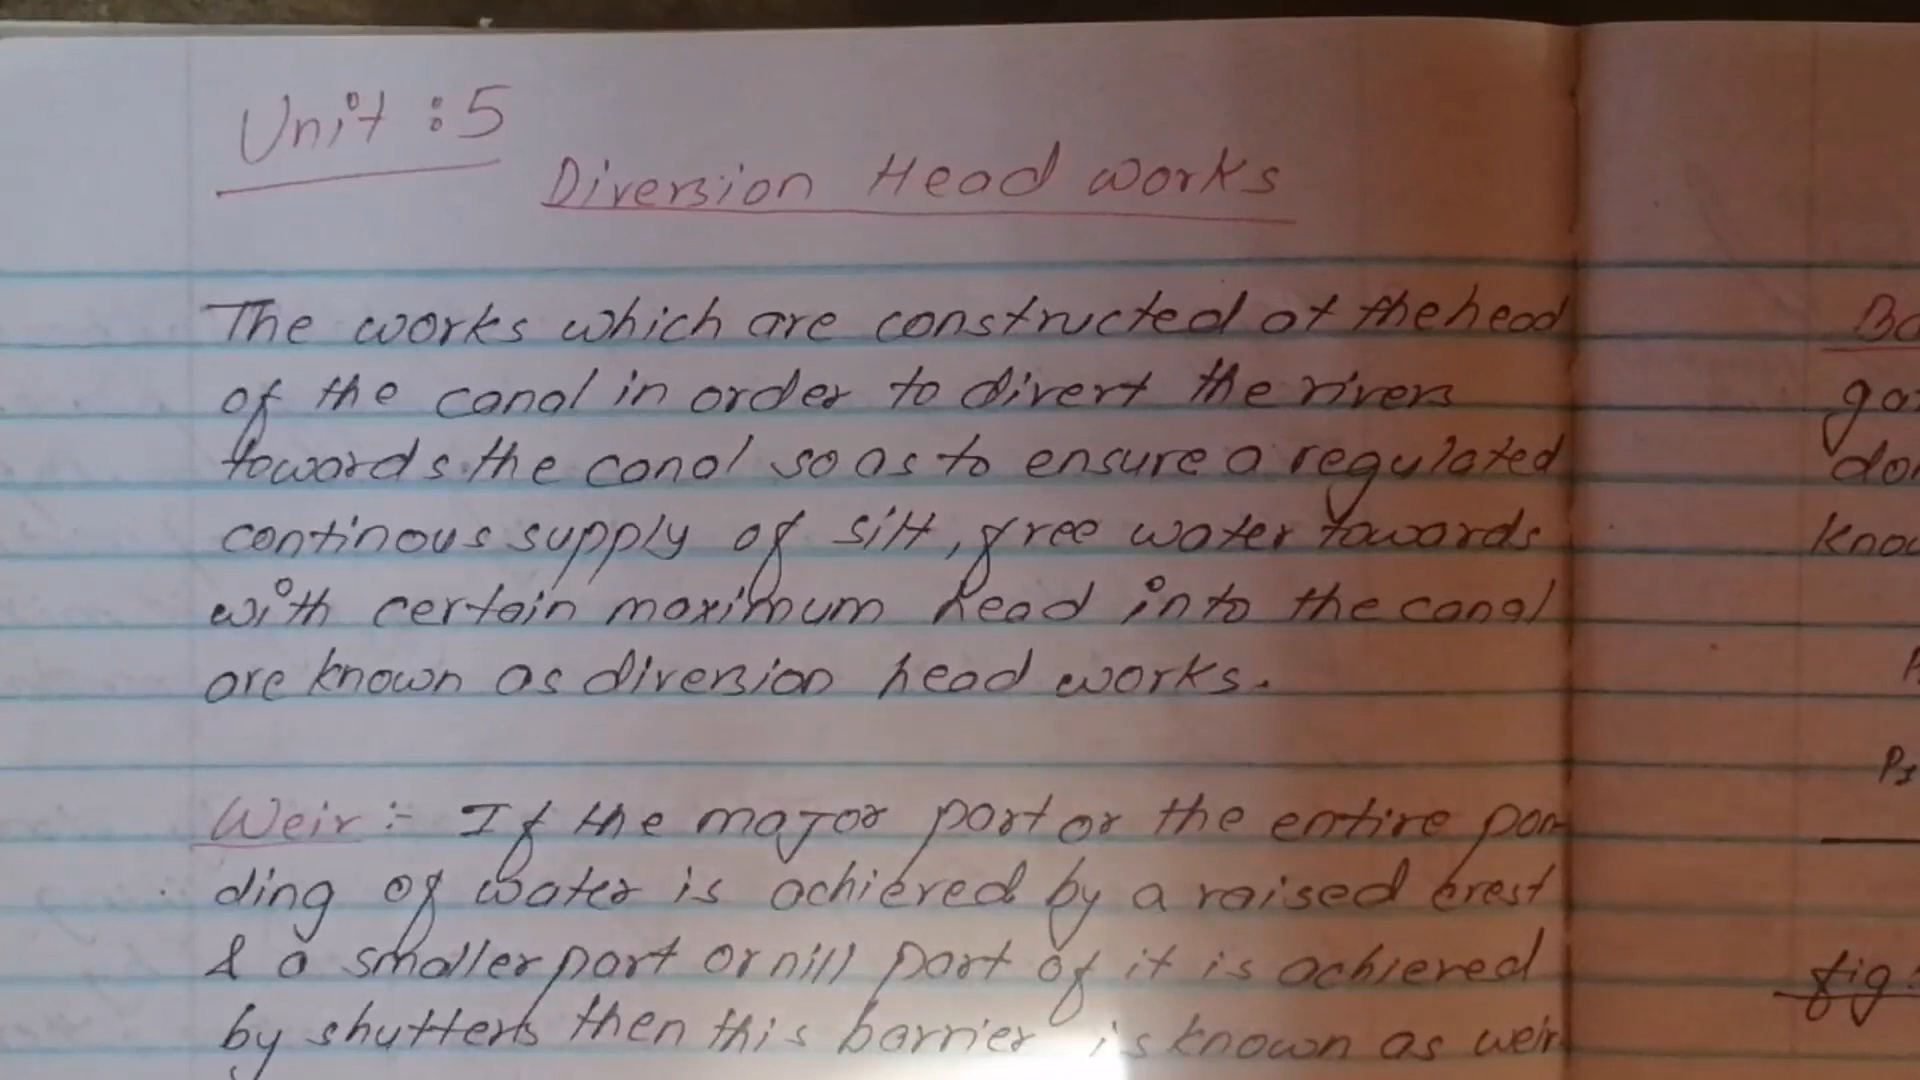 Unit : 5
Diversion Head works
The works which are constructed at the head
of the canal in order to divert the rivers
towards the canal so as to ensure a regulated
continous supply of silt, free water towards
with certain maximum head into the canal
are known as diversion head works.
Weir :- If the major part or the entire pon
ding of water is achieved by a raised crest
& a smaller part or nill part of it is achieved
by shutters then this barrier is known as weir
fig: